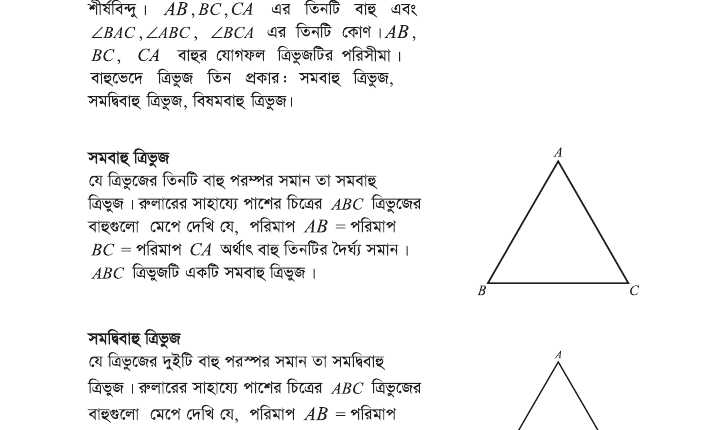 শীর্ষবিন্দু। AB, BC, CA এর তিনটি বাহু এবং
∠BAC, ∠ABC, ∠BCA এর তিনটি কোণ। AB,
BC, CA বাহুর যোগফল ত্রিভুজটির পরিসীমা।
বাহুভেদে ত্রিভুজ তিন প্রকার: সমবাহু ত্রিভুজ,
সমদ্বিবাহু ত্রিভুজ, বিষমবাহু ত্রিভুজ।
সমবাহু ত্রিভুজ
যে ত্রিভুজের তিনটি বাহু পরস্পর সমান তা সমবাহু
ত্রিভুজ। রুলারের সাহায্যে পাশের চিত্রের ABC ত্রিভুজের
বাহুগুলো মেপে দেখি যে, পরিমাপ AB = পরিমাপ
BC = পরিমাপ CA অর্থাৎ বাহু তিনটির দৈর্ঘ্য সমান।
ABC ত্রিভুজটি একটি সমবাহু ত্রিভুজ।
A
B
C
সমদ্বিবাহু ত্রিভুজ
যে ত্রিভুজের দুইটি বাহু পরস্পর সমান তা সমদ্বিবাহু
ত্রিভুজ। রুলারের সাহায্যে পাশের চিত্রের ABC ত্রিভুজের
বাহুগুলো মেপে দেখি যে, পরিমাপ AB = পরিমাপ
A